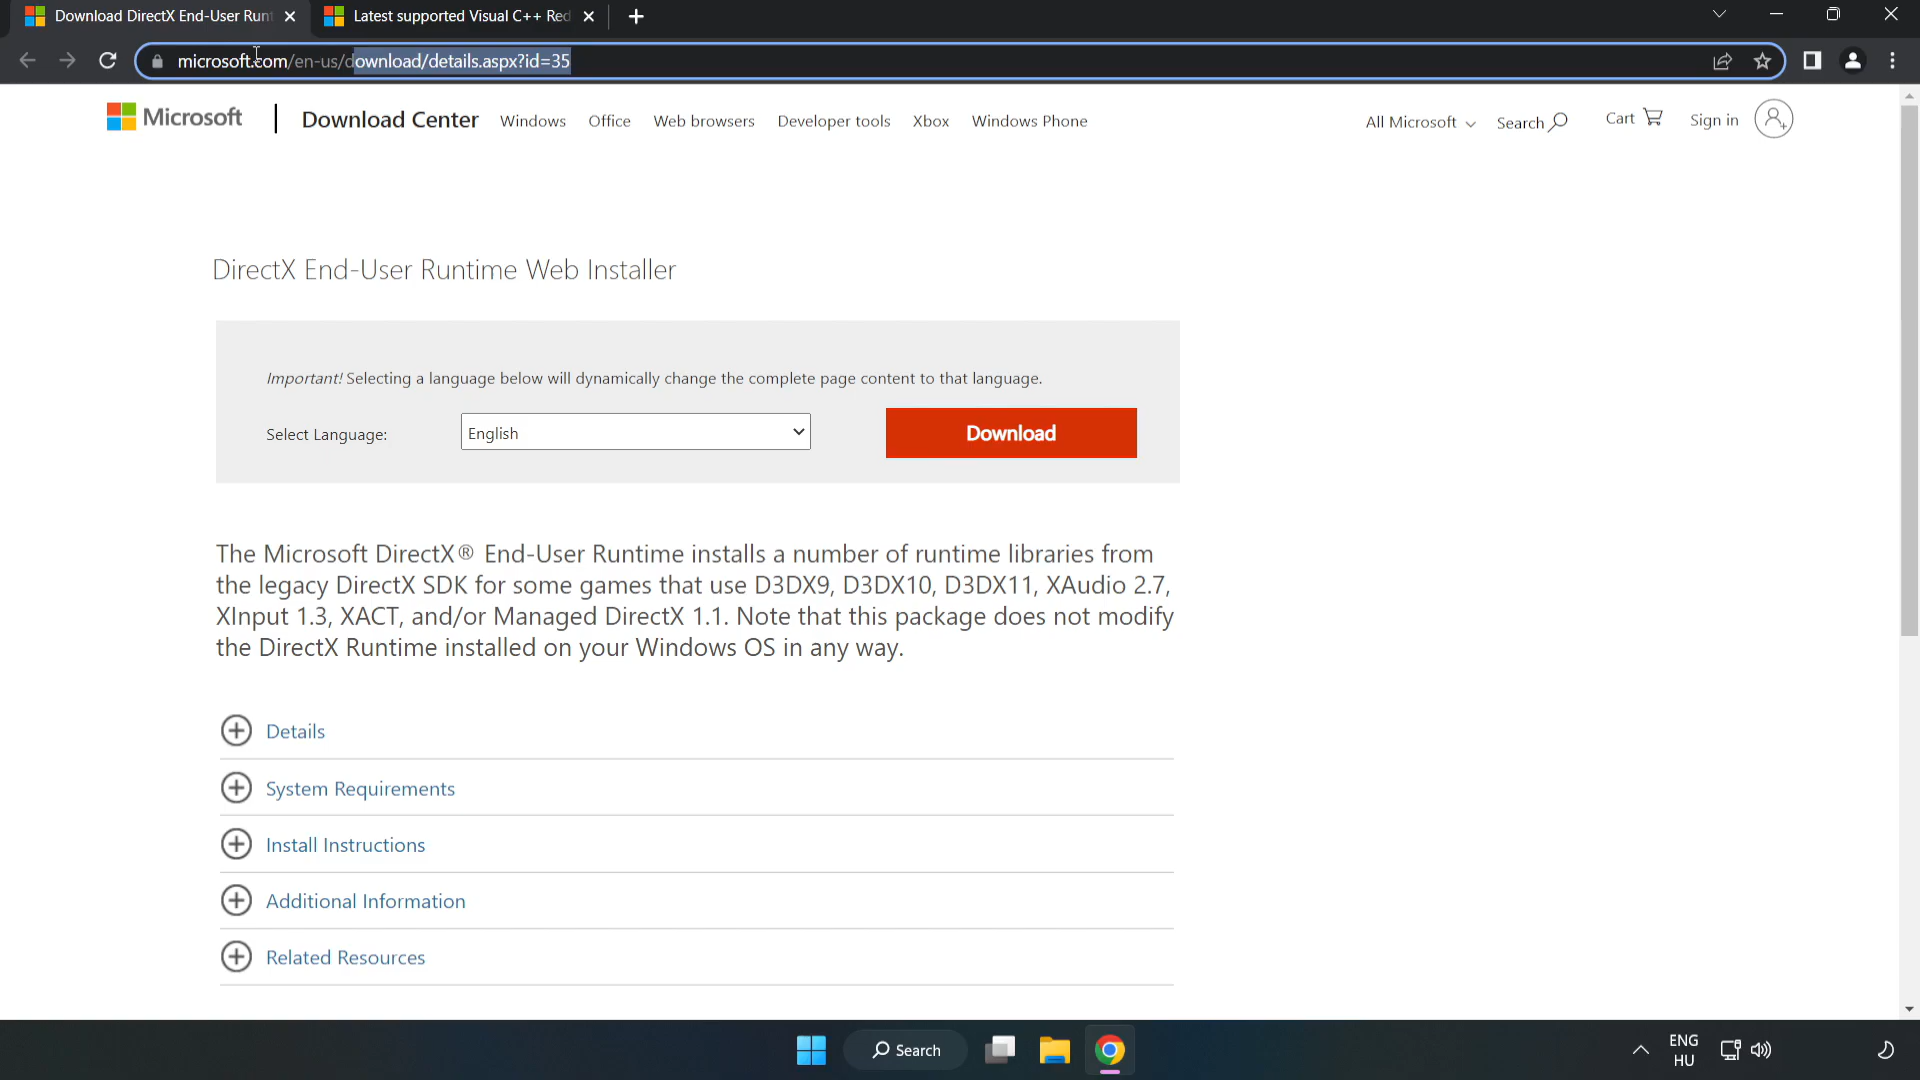 Download DirectX End-User Runt
Latest supported Visual C++ Red
microsoft.com/en-us/download/details.aspx?id=35
Microsoft
Download Center
Windows
Office
Web browsers
Developer tools
Xbox
Windows Phone
All Microsoft
Search
Cart
Sign in
DirectX End-User Runtime Web Installer
Important! Selecting a language below will dynamically change the complete page content to that language.
Select Language:
English
Download
The Microsoft DirectX® End-User Runtime installs a number of runtime libraries from
the legacy DirectX SDK for some games that use D3DX9, D3DX10, D3DX11, XAudio 2.7,
XInput 1.3, XACT, and/or Managed DirectX 1.1. Note that this package does not modify
the DirectX Runtime installed on your Windows OS in any way.
Details
System Requirements
Install Instructions
Additional Information
Related Resources
Search
ENG
HU